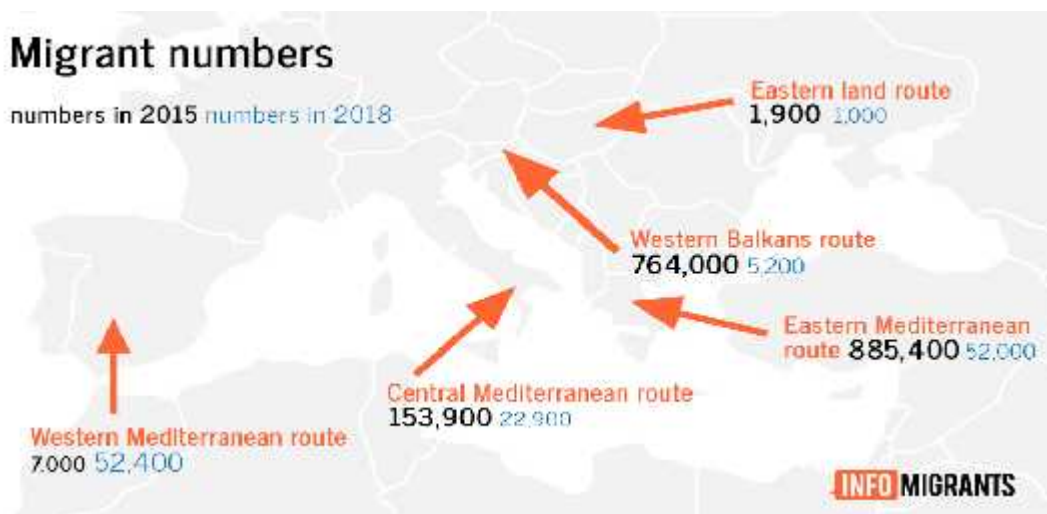 Migrant numbers
numbers in 2015 numbers in 2018
Eastern land route
1,900 1,000
Western Balkans route
764,000 5,200
Eastern Mediterranean
route 885,400 52,000
Central Mediterranean route
153,900 22,900
Western Mediterranean route
7.000 52,400
INFO MIGRANTS